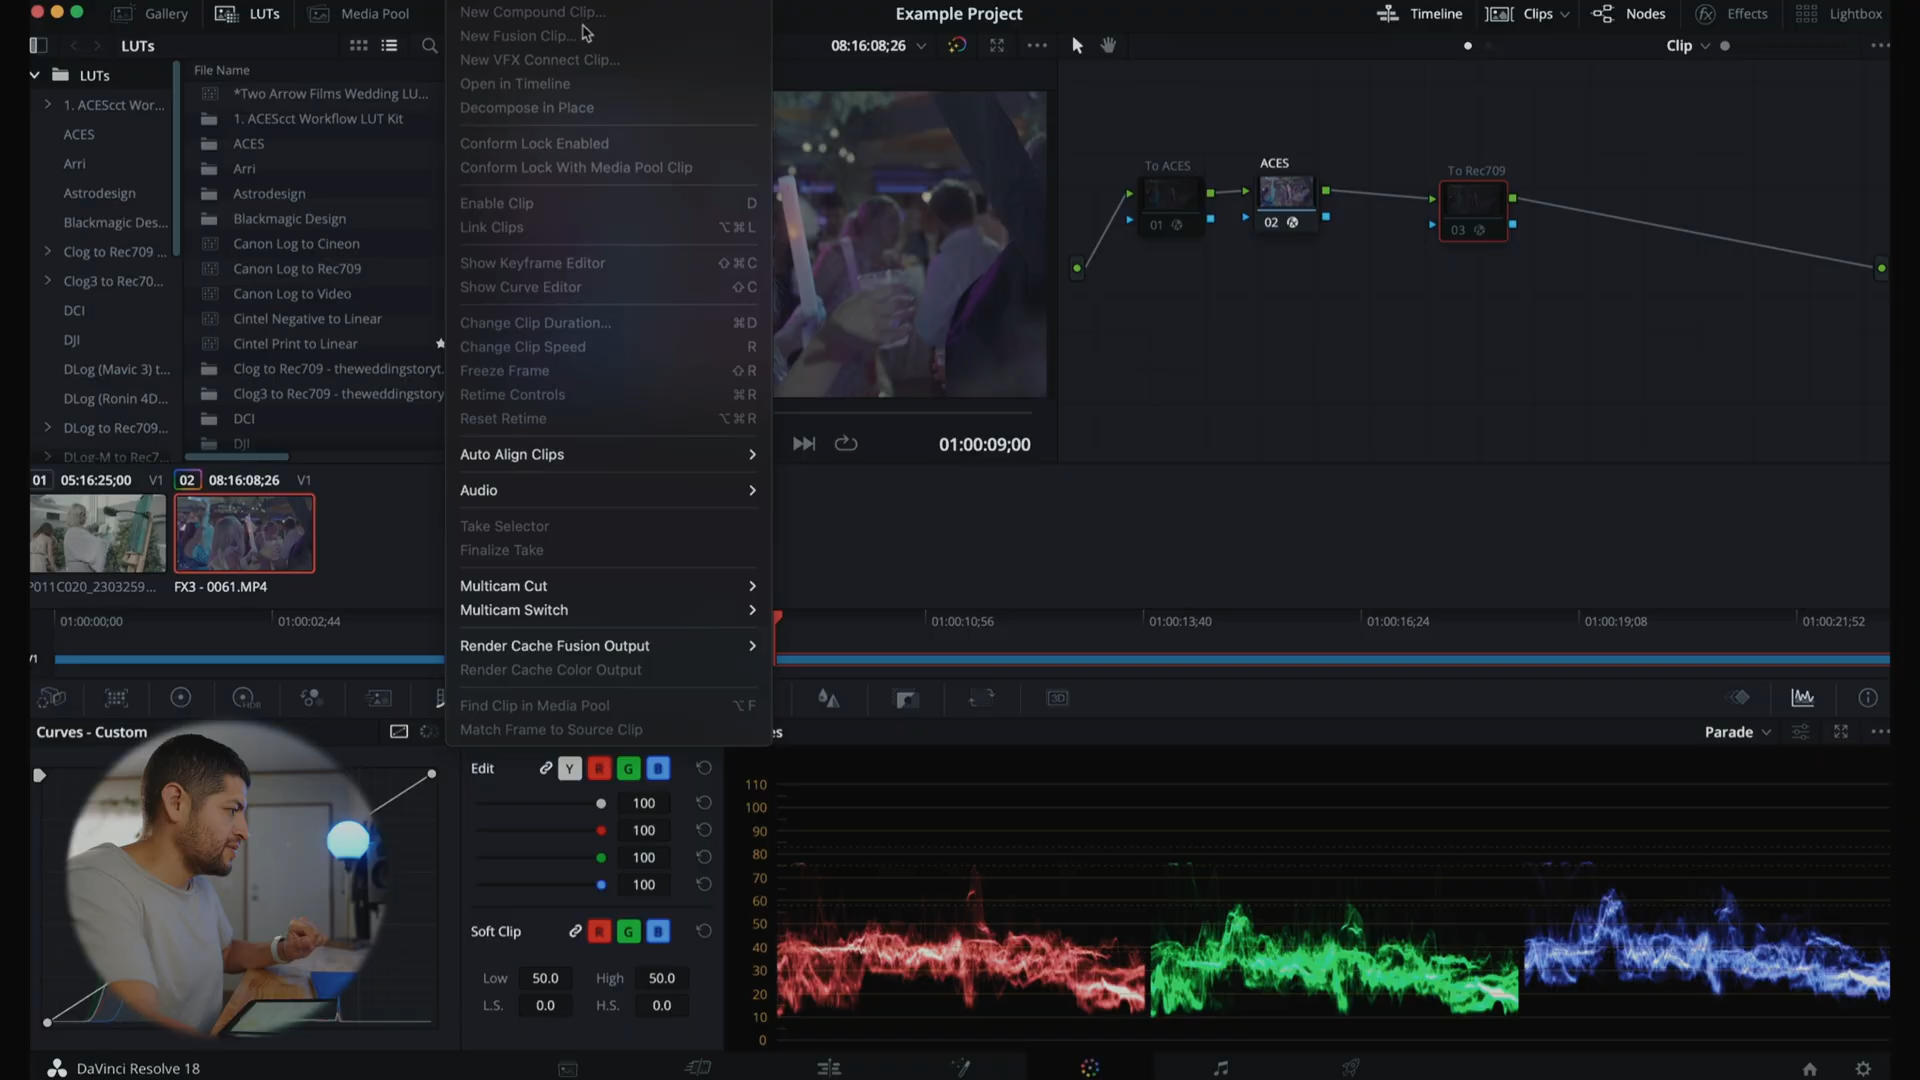 Gallery
LUTs
Media Pool
Example Project
Timeline
Clips
Nodes
Effects
Lightbox
LUTs
08:16:08;26
Clip
LUTs
1. ACEScct Wor...
ACES
Arri
Astrodesign
Blackmagic Des...
Clog to Rec709 ...
Clog3 to Rec70...
DCI
DJI
DLog (Mavic 3) t...
DLog (Ronin 4D...
DLog to Rec709...
DLog-M to Rec7...
File Name
*Two Arrow Films Wedding LU...
1. ACEScct Workflow LUT Kit
ACES
Arri
Astrodesign
Blackmagic Design
Canon Log to Cineon
Canon Log to Rec709
Canon Log to Video
Cintel Negative to Linear
Cintel Print to Linear
Clog to Rec709 - theweddingstoryt.
Clog3 to Rec709 - theweddingstory
DCI
DJI
New Compound Clip...
New Fusion Clip...
New VFX Connect Clip...
Open in Timeline
Decompose in Place
Conform Lock Enabled
Conform Lock With Media Pool Clip
Enable Clip D
Link Clips ⌥⌘L
Show Keyframe Editor ⇧⌘C
Show Curve Editor ⇧C
Change Clip Duration... ⌘D
Change Clip Speed R
Freeze Frame ⇧R
Retime Controls ⌘R
Reset Retime ⌥⌘R
Auto Align Clips
Audio
Take Selector
Finalize Take
Multicam Cut
Multicam Switch
Render Cache Fusion Output
Render Cache Color Output
Find Clip in Media Pool ⌥F
Match Frame to Source Clip
To ACES
01
ACES
02
To Rec709
03
01:00:09;00
01 05:16:25;00 V1
02 08:16:08;26 V1
P011C020_2303259...
FX3 - 0061.MP4
01:00:00;00
01:00:02;44
01:00:10;56
01:00:13;40
01:00:16;24
01:00:19;08
01:00:21;52
V1
HDR
3D
Curves - Custom
es
Parade
Edit
Y R G B
100
100
100
100
Soft Clip
R G B
Low 50.0 High 50.0
L.S. 0.0 H.S. 0.0
110
100
90
80
70
60
50
40
30
20
10
0
DaVinci Resolve 18